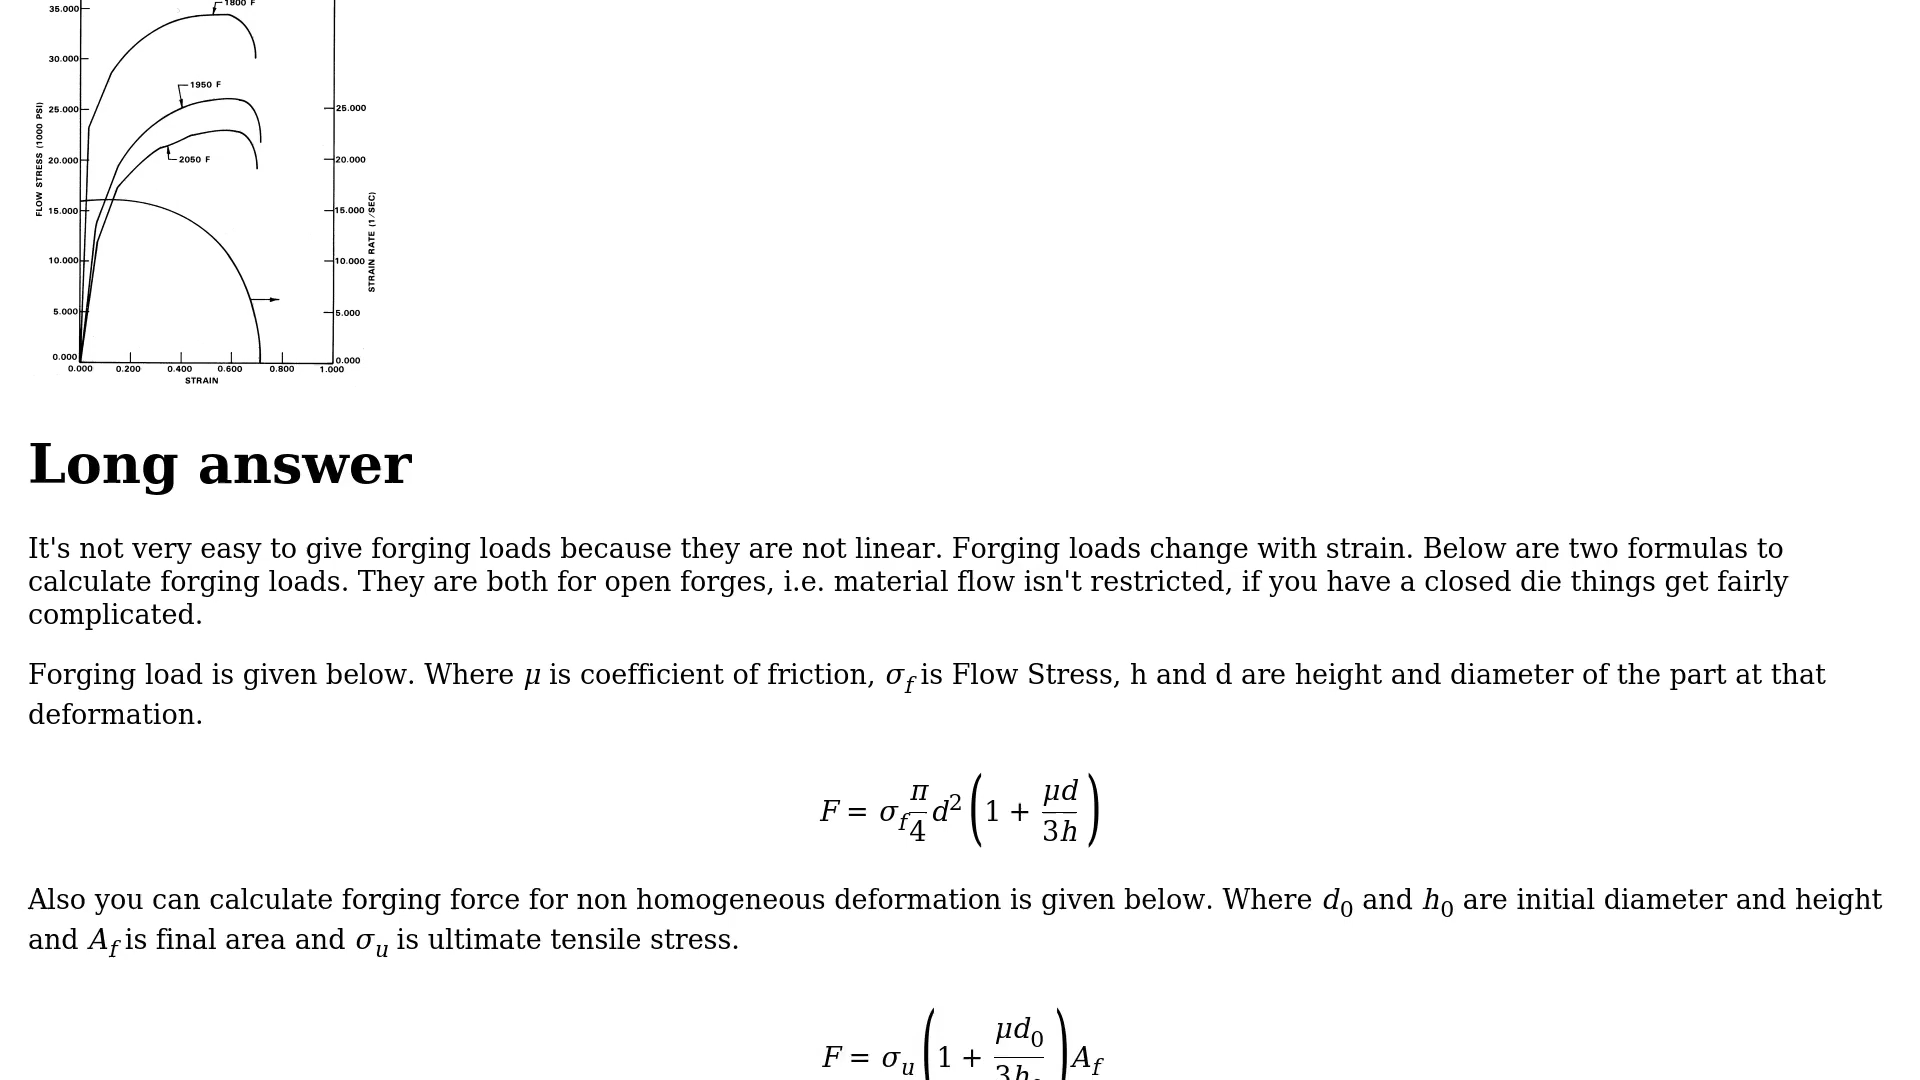 35.000
1800 F
30.000
1950 F
25.000
25.000
FLOW STRESS (1000 PSI)
20.000
2050 F
20.000
15.000
15.000
STRAIN RATE (1/SEC)
10.000
10.000
5.000
5.000
0.000
0.000
0.000 0.200 0.400 0.600 0.800 1.000
STRAIN
Long answer
It's not very easy to give forging loads because they are not linear. Forging loads change with strain. Below are two formulas to
calculate forging loads. They are both for open forges, i.e. material flow isn't restricted, if you have a closed die things get fairly
complicated.
Forging load is given below. Where μ is coefficient of friction, σ_f is Flow Stress, h and d are height and diameter of the part at that
deformation.
F = σ_f π/4 d² (1 + μd/3h)
Also you can calculate forging force for non homogeneous deformation is given below. Where d₀ and h₀ are initial diameter and height
and A_f is final area and σ_u is ultimate tensile stress.
F = σ_u (1 + μd₀/3h₀) A_f